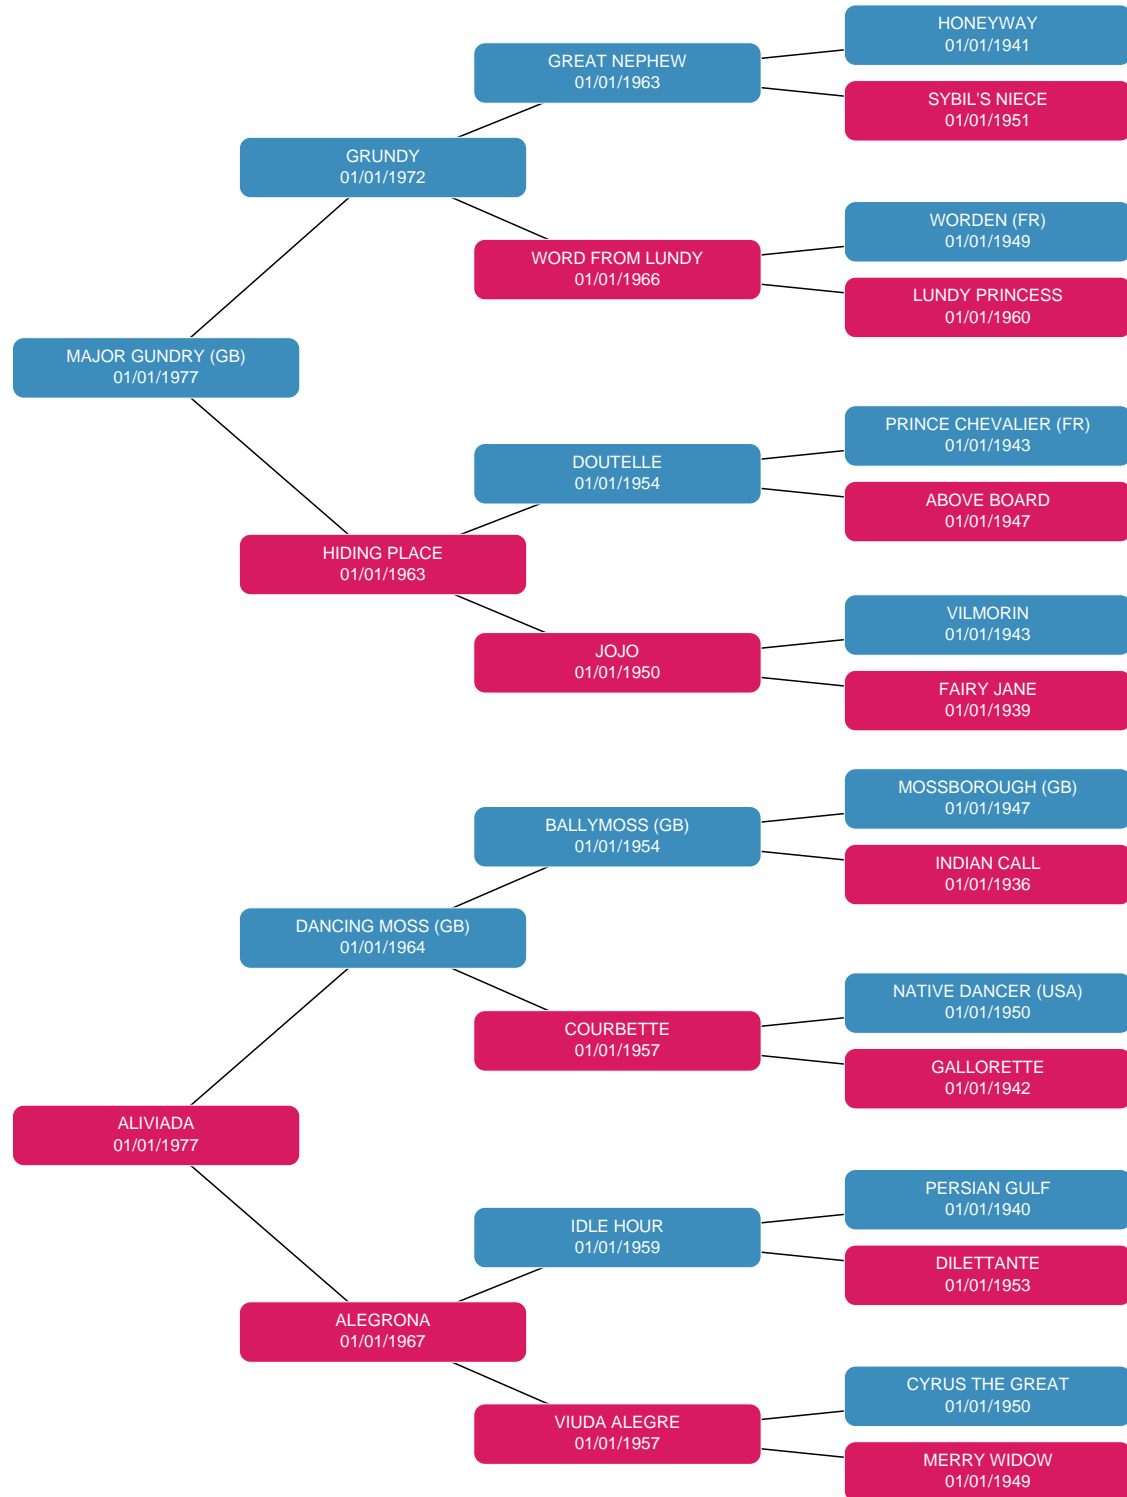 HONEYWAY
01/01/1941
GREAT NEPHEW
01/01/1963
SYBIL'S NIECE
01/01/1951
GRUNDY
01/01/1972
WORDEN (FR)
01/01/1949
WORD FROM LUNDY
01/01/1966
LUNDY PRINCESS
01/01/1960
MAJOR GUNDRY (GB)
01/01/1977
PRINCE CHEVALIER (FR)
01/01/1943
DOUTELLE
01/01/1954
ABOVE BOARD
01/01/1947
HIDING PLACE
01/01/1963
VILMORIN
01/01/1943
JOJO
01/01/1950
FAIRY JANE
01/01/1939
MOSSBOROUGH (GB)
01/01/1947
BALLYMOSS (GB)
01/01/1954
INDIAN CALL
01/01/1936
DANCING MOSS (GB)
01/01/1964
NATIVE DANCER (USA)
01/01/1950
COURBETTE
01/01/1957
GALLORETTE
01/01/1942
ALIVIADA
01/01/1977
PERSIAN GULF
01/01/1940
IDLE HOUR
01/01/1959
DILETTANTE
01/01/1953
ALEGRONA
01/01/1967
CYRUS THE GREAT
01/01/1950
VIUDA ALEGRE
01/01/1957
MERRY WIDOW
01/01/1949